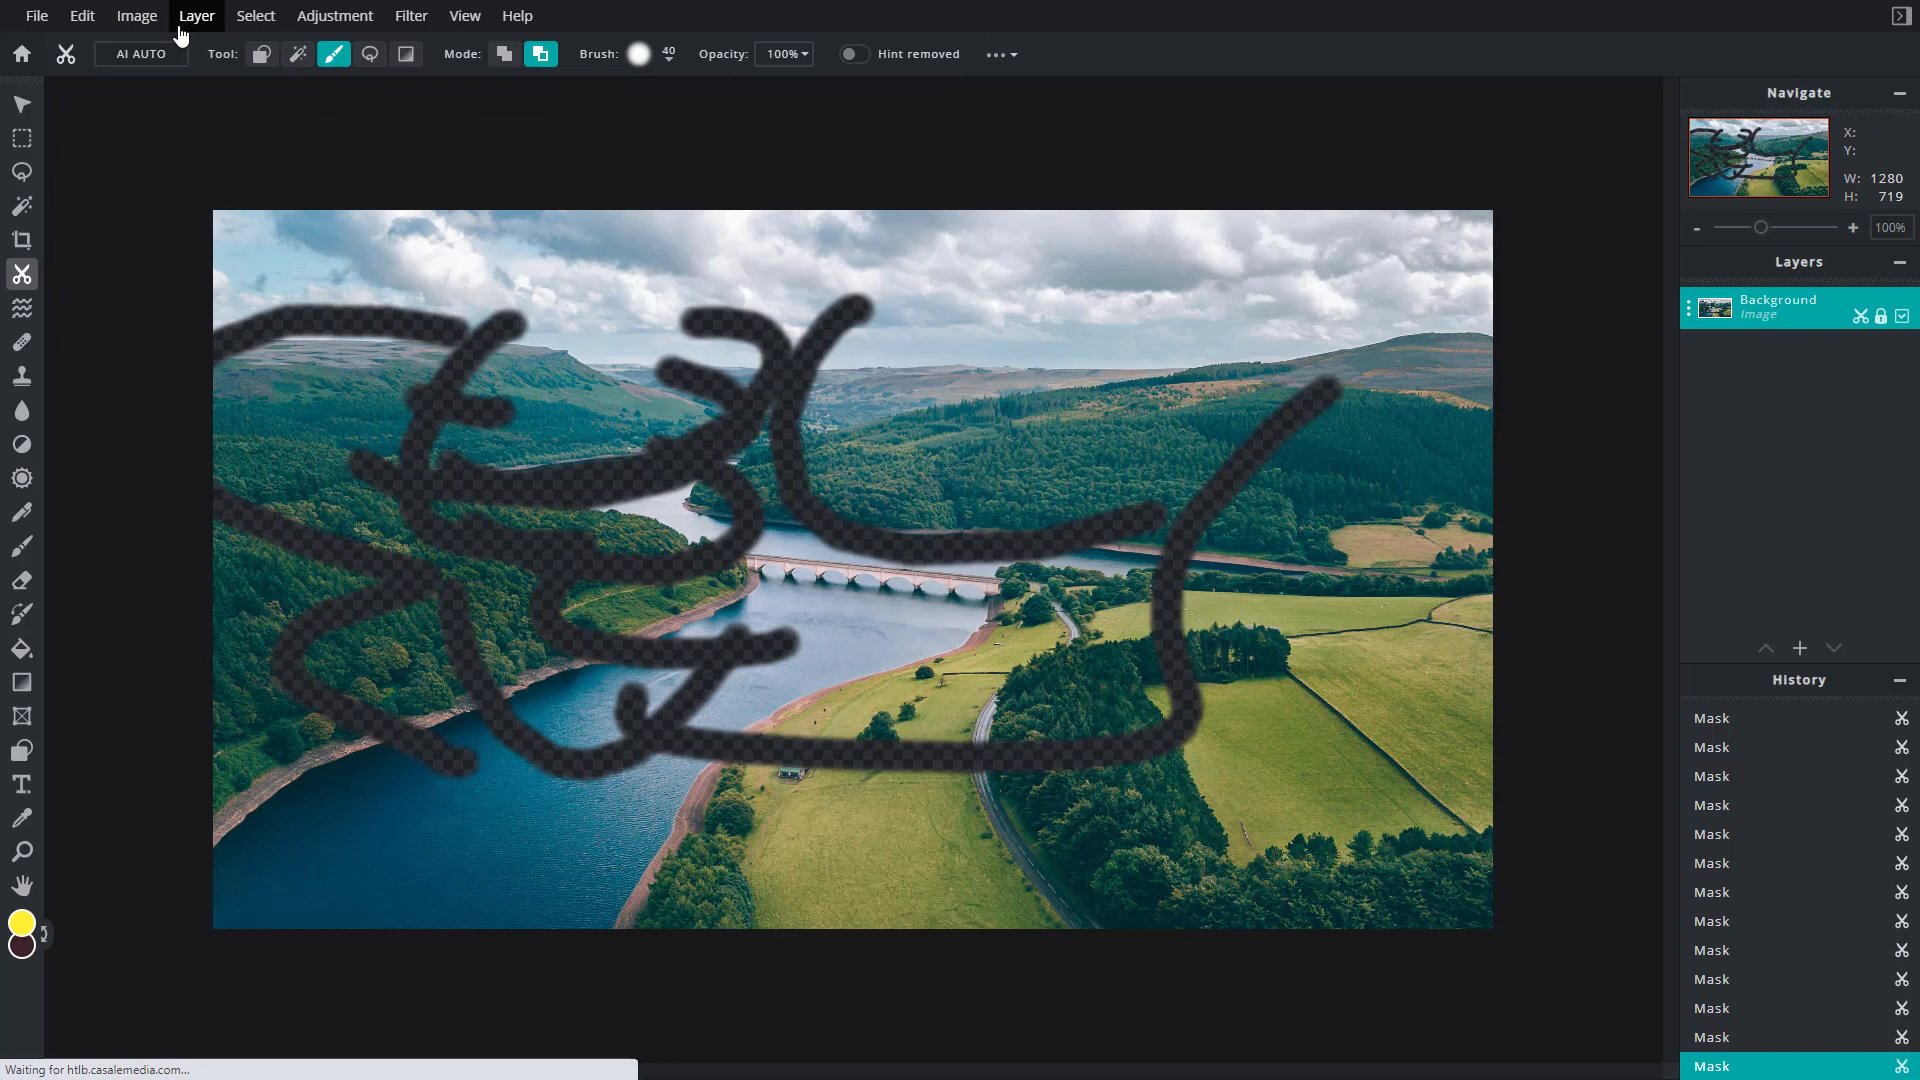 File Edit Image Layer Select Adjustment Filter View Help
AI AUTO Tool: Mode: Brush: 40 Opacity: 100% Hint removed
Navigate
X:
Y:
W: 1280
H: 719
- + 100%
Layers
Background
Image
History
Mask
Mask
Mask
Mask
Mask
Mask
Mask
Mask
Mask
Mask
Mask
Mask
Mask
Waiting for htlb.casalemedia.com...